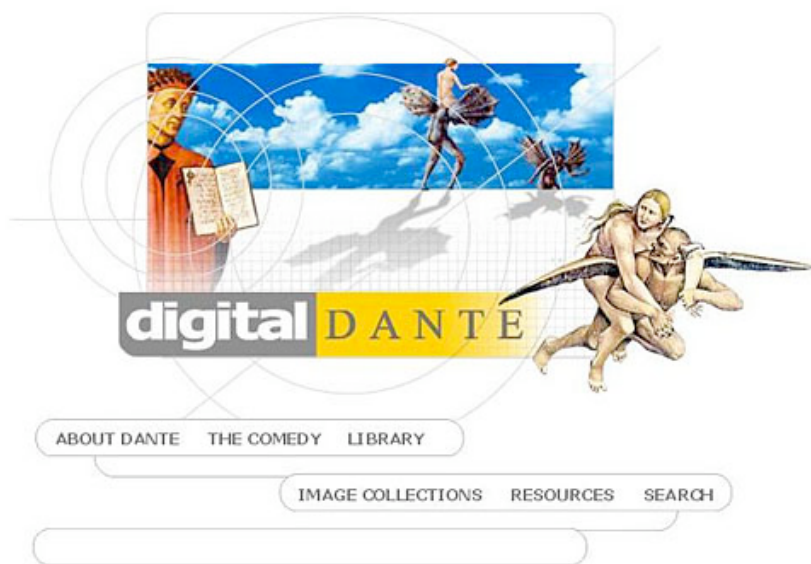 digital DANTE
ABOUT DANTE THE COMEDY LIBRARY
IMAGE COLLECTIONS RESOURCES SEARCH